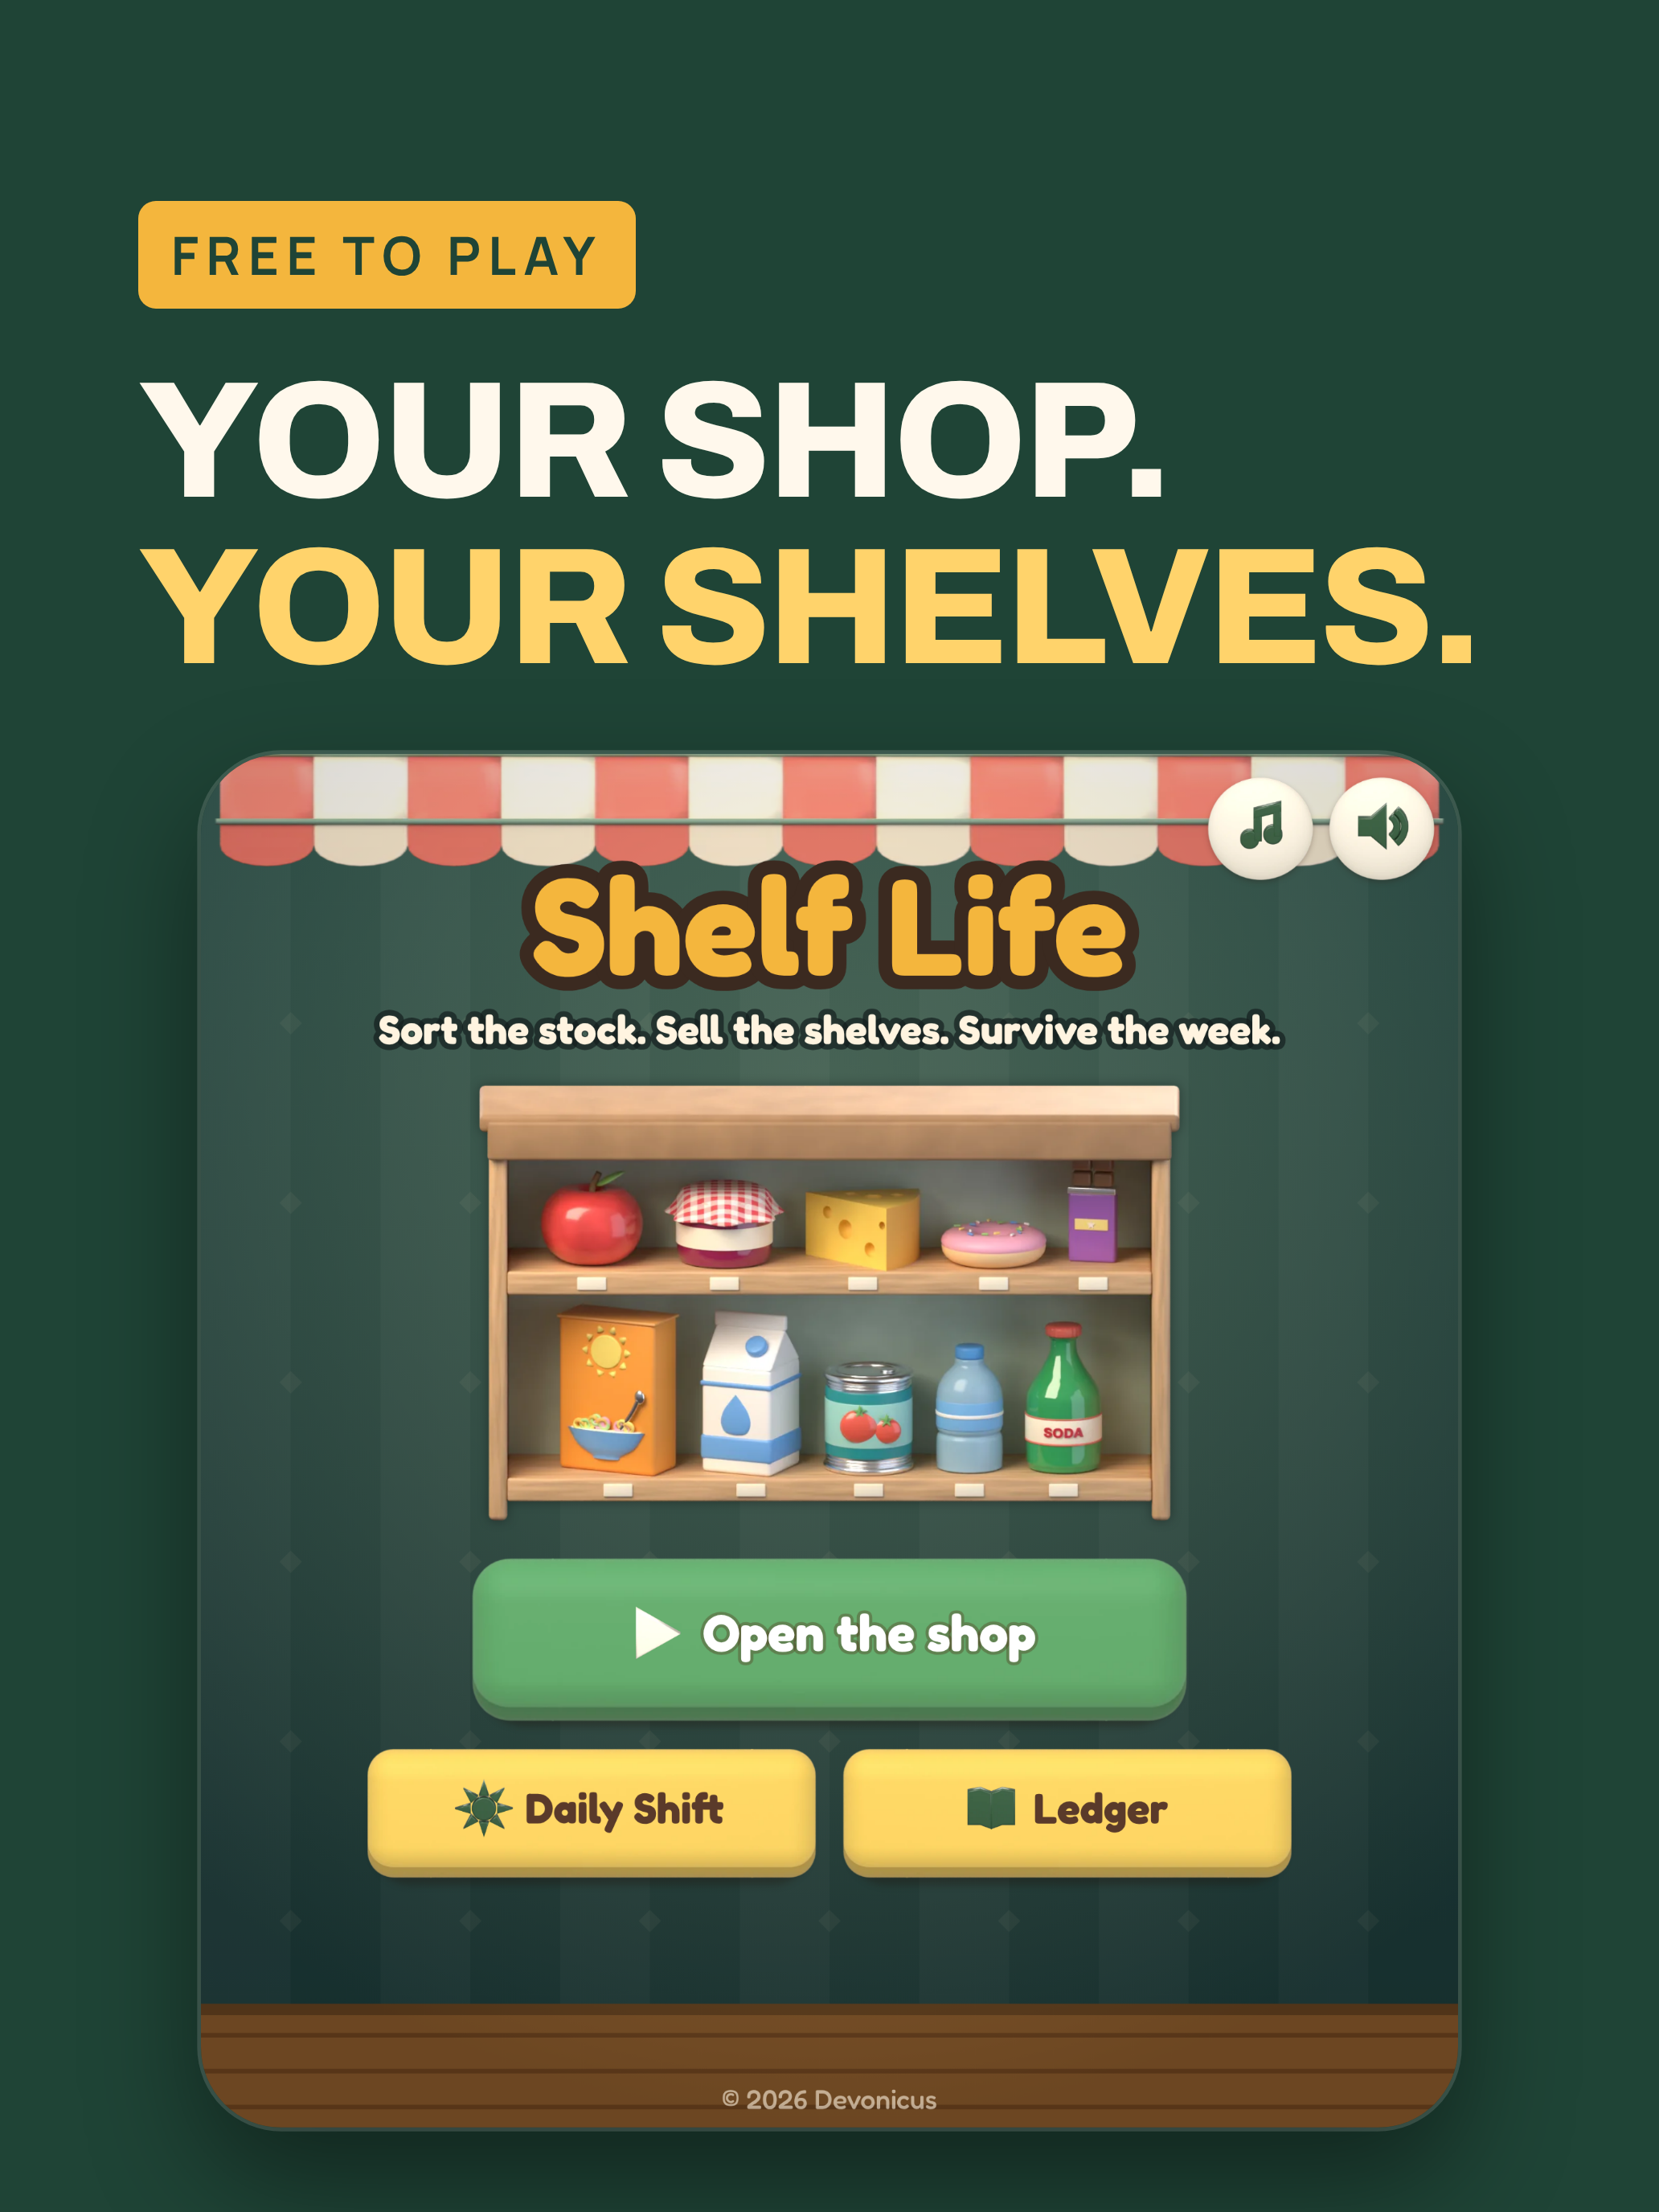 FREE TO PLAY
YOUR SHOP.
YOUR SHELVES.
Shelf Life
Sort the stock. Sell the shelves. Survive the week.
SODA
Open the shop
Daily Shift
Ledger
© 2026 Devonicus